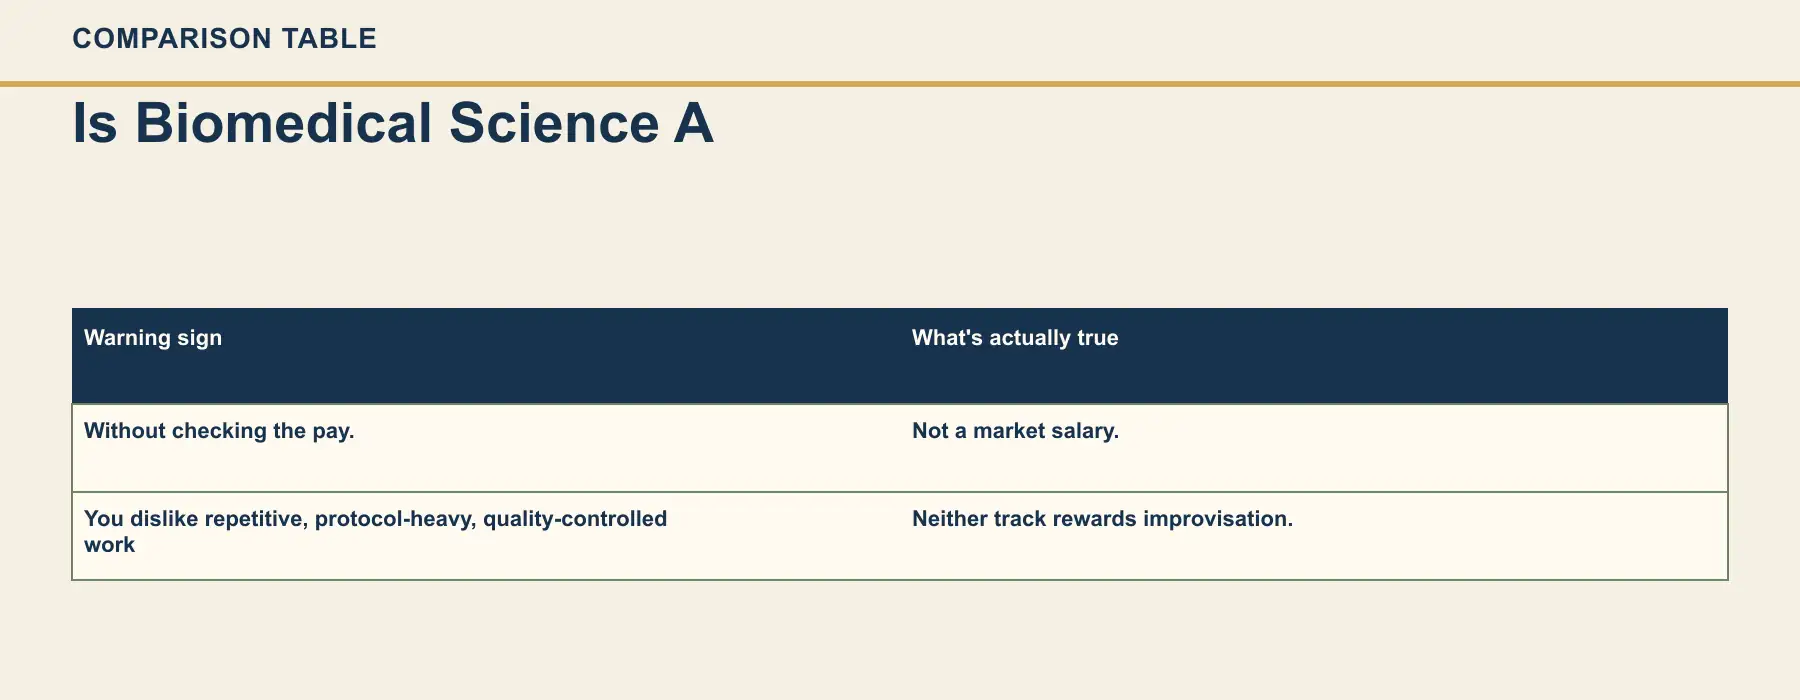 COMPARISON TABLE
Is Biomedical Science A
Warning sign
What's actually true
Without checking the pay.
Not a market salary.
You dislike repetitive, protocol-heavy, quality-controlled
work
Neither track rewards improvisation.